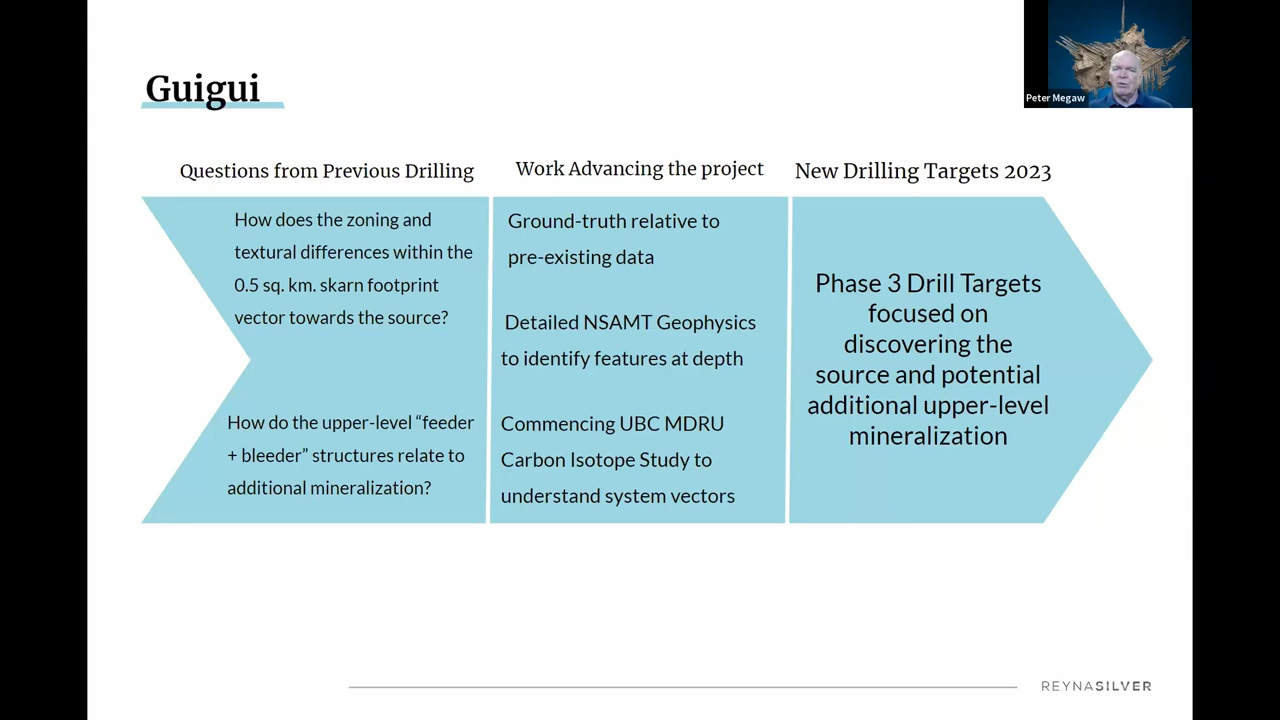 Guigui
Peter Megaw
Questions from Previous Drilling
How does the zoning and
textural differences within the
0.5 sq. km. skarn footprint
vector towards the source?
How do the upper-level “feeder
+ bleeder” structures relate to
additional mineralization?
Work Advancing the project
Ground-truth relative to
pre-existing data
Detailed NSAMT Geophysics
to identify features at depth
Commencing UBC MDRU
Carbon Isotope Study to
understand system vectors
New Drilling Targets 2023
Phase 3 Drill Targets
focused on
discovering the
source and potential
additional upper-level
mineralization
REYNASILVER